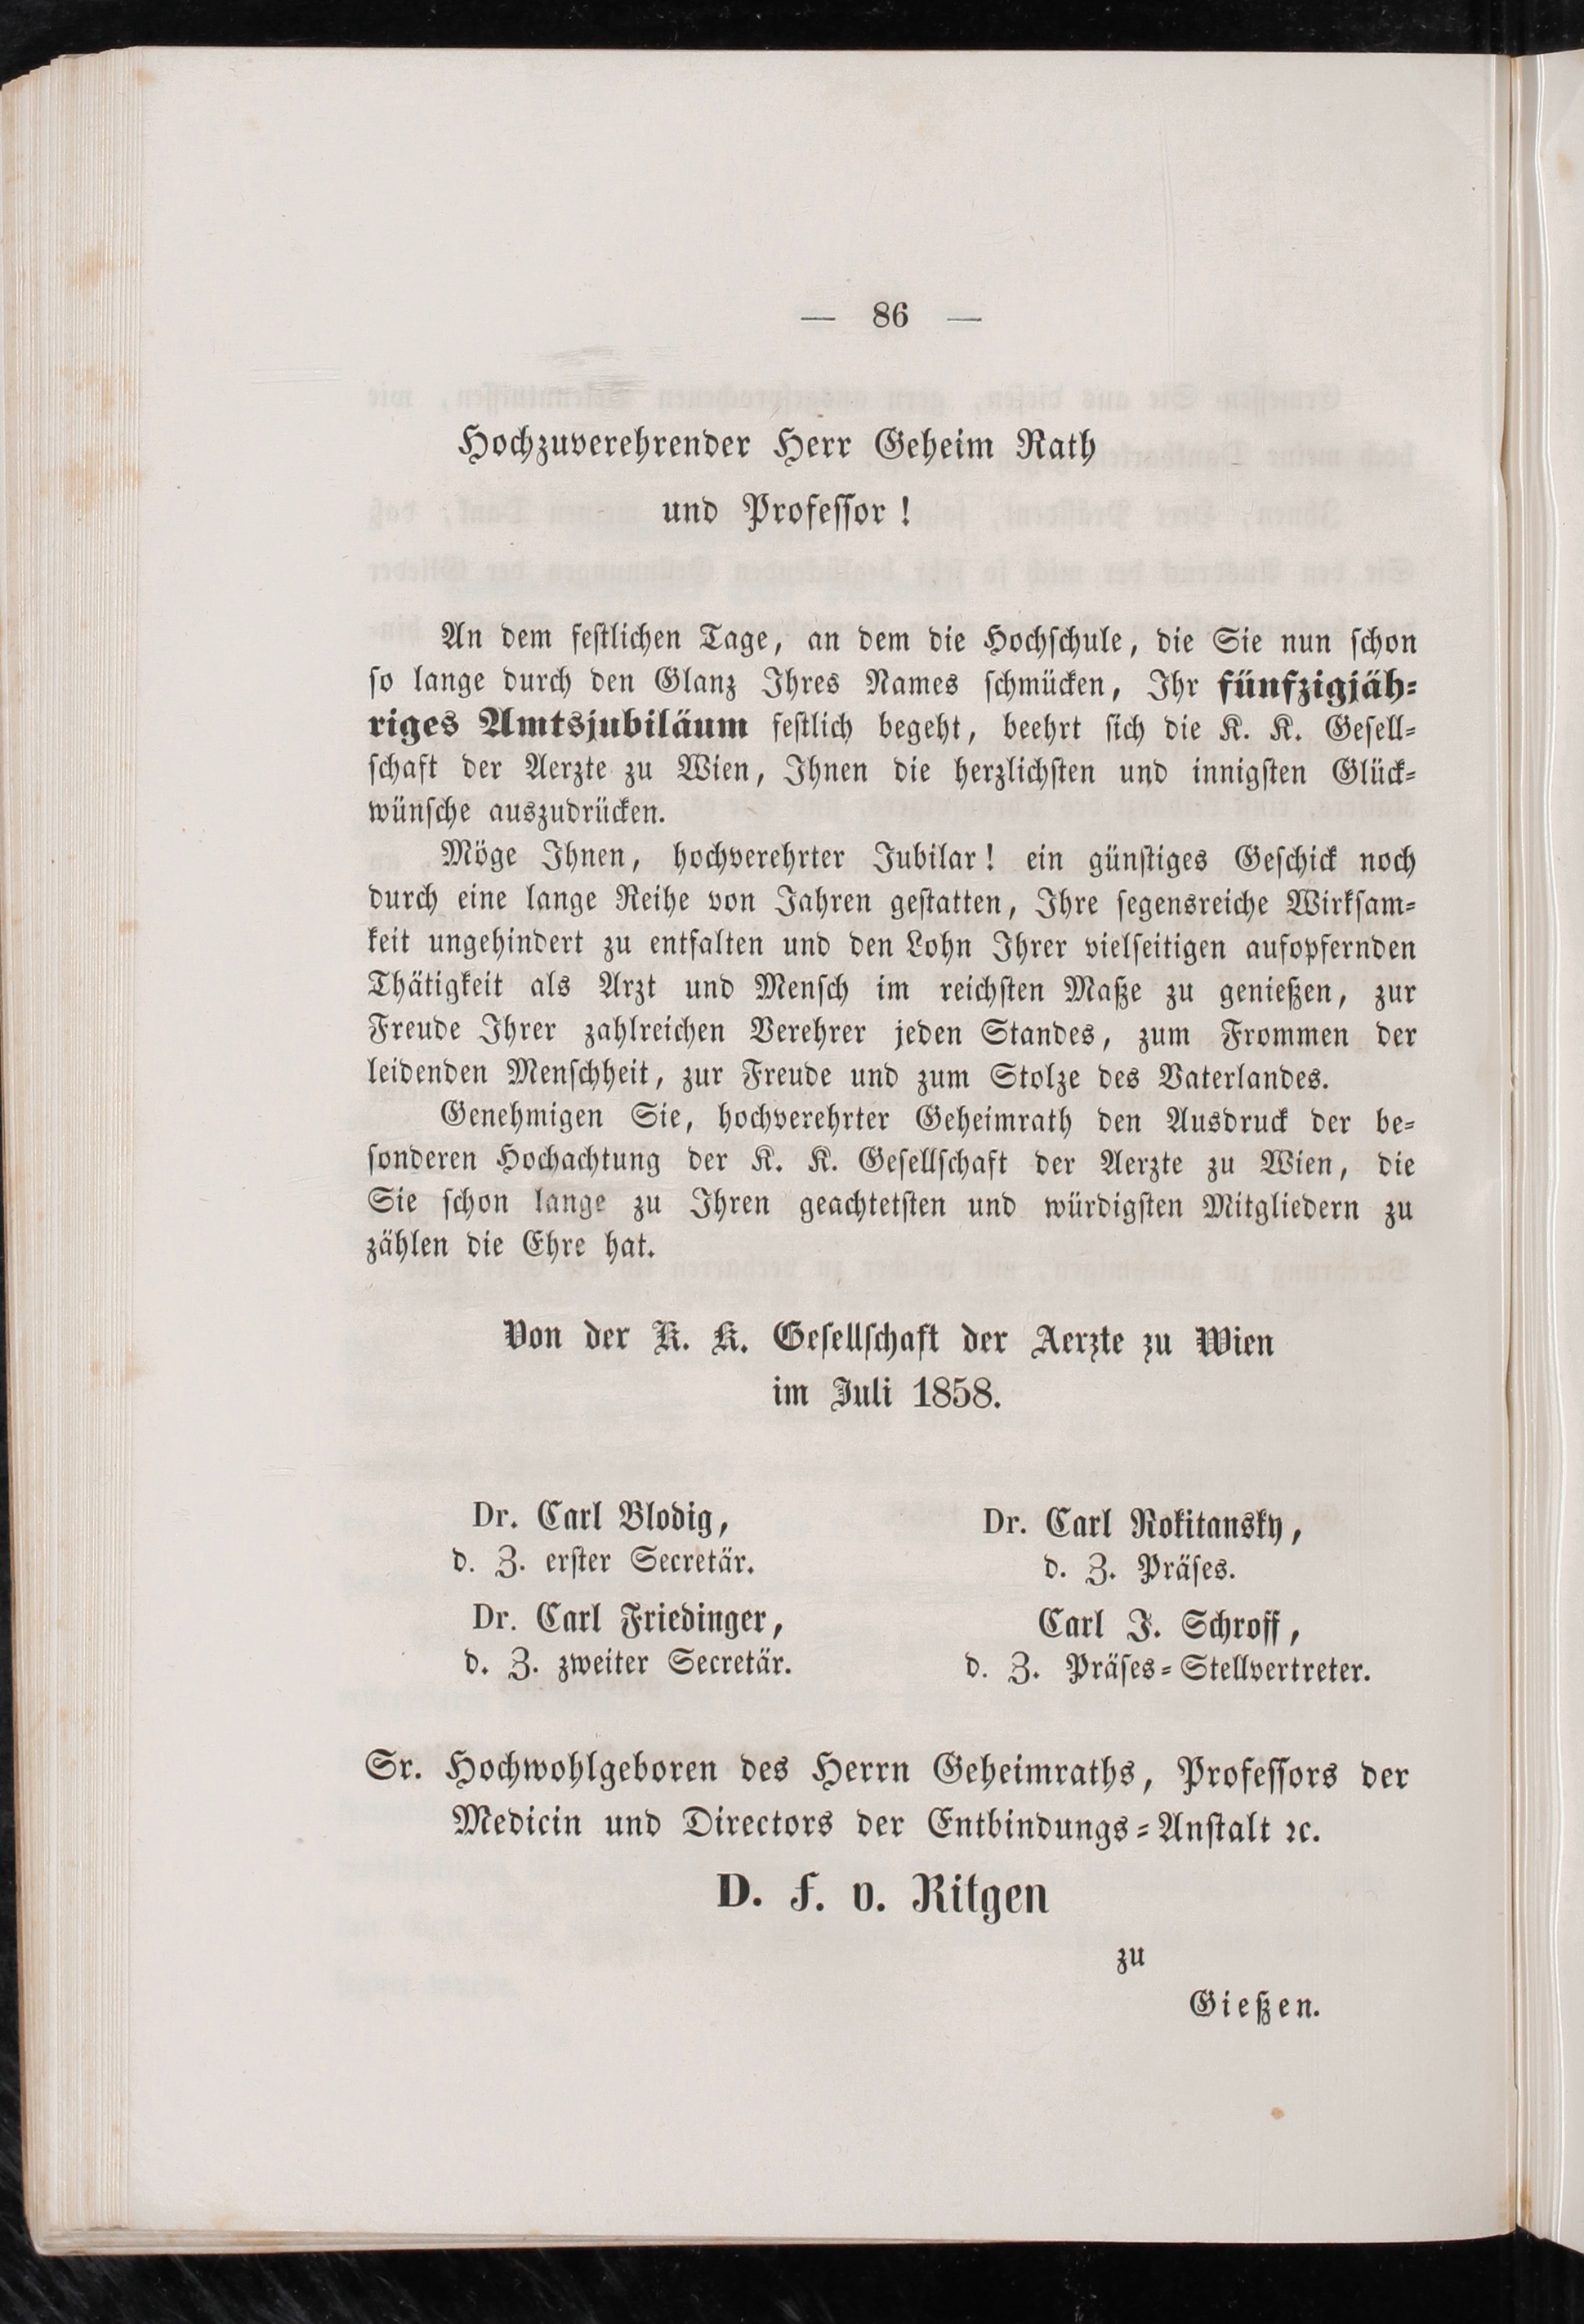 — 86 —
Hochzuverehrender Herr Geheim Rath
und Professor!
An dem festlichen Tage, an dem die Hochschule, die Sie nun schon
so lange durch den Glanz Ihres Names schmücken, Ihr fünfzigjäh-
riges Amtsjubiläum festlich begeht, beehrt sich die K. K. Gesell-
schaft der Aerzte zu Wien, Ihnen die herzlichsten und innigsten Glück-
wünsche auszudrücken.
Möge Ihnen, hochverehrter Jubilar! ein günstiges Geschick noch
durch eine lange Reihe von Jahren gestatten, Ihre segensreiche Wirksam-
keit ungehindert zu entfalten und den Lohn Ihrer vielseitigen aufopfernden
Thätigkeit als Arzt und Mensch im reichsten Maße zu genießen, zur
Freude Ihrer zahlreichen Verehrer jeden Standes, zum Frommen der
leidenden Menschheit, zur Freude und zum Stolze des Vaterlandes.
Genehmigen Sie, hochverehrter Geheimrath den Ausdruck der be-
sonderen Hochachtung der K. K. Gesellschaft der Aerzte zu Wien, die
Sie schon lange zu Ihren geachtetsten und würdigsten Mitgliedern zu
zählen die Ehre hat.
Von der K. K. Gesellschaft der Aerzte zu Wien
im Juli 1858.
Dr. Carl Blodig,
d. Z. erster Secretär.
Dr. Carl Friedinger,
d. Z. zweiter Secretär.
Dr. Carl Rokitansky,
d. Z. Präses.
Carl J. Schroff,
d. Z. Präses-Stellvertreter.
Sr. Hochwohlgeboren des Herrn Geheimraths, Professors der
Medicin und Directors der Entbindungs-Anstalt ꝛc.
D. F. v. Ritgen
zu
Gießen.